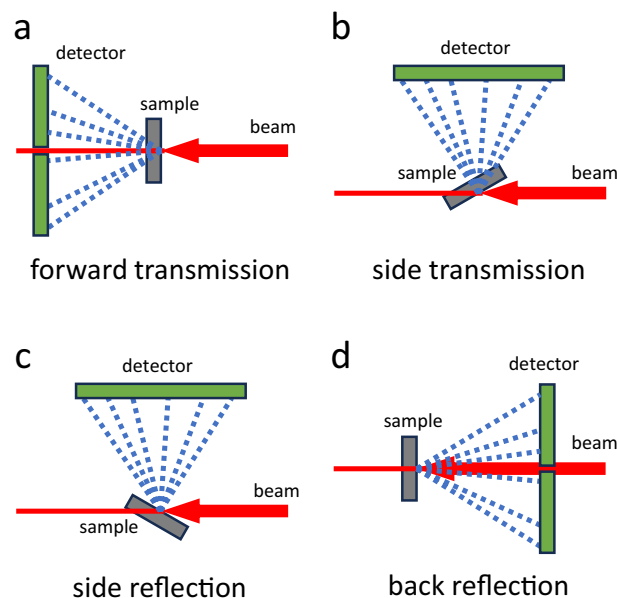 a
detector
sample
beam
forward transmission
b
detector
sample
beam
side transmission
c
detector
beam
sample
side reflection
d
detector
sample
beam
back reflection